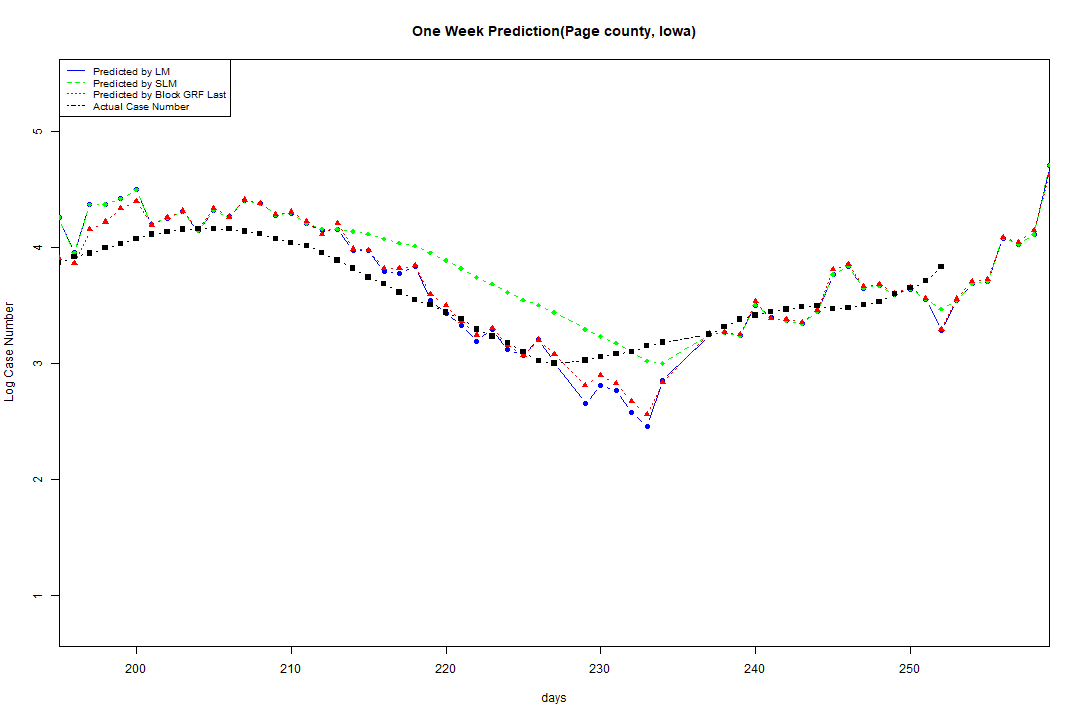 One Week Prediction(Page county, Iowa)
Predicted by LM
Predicted by SLM
Predicted by Block GRF Last
Actual Case Number
5
4
3
2
1
Log Case Number
200 210 220 230 240 250
days